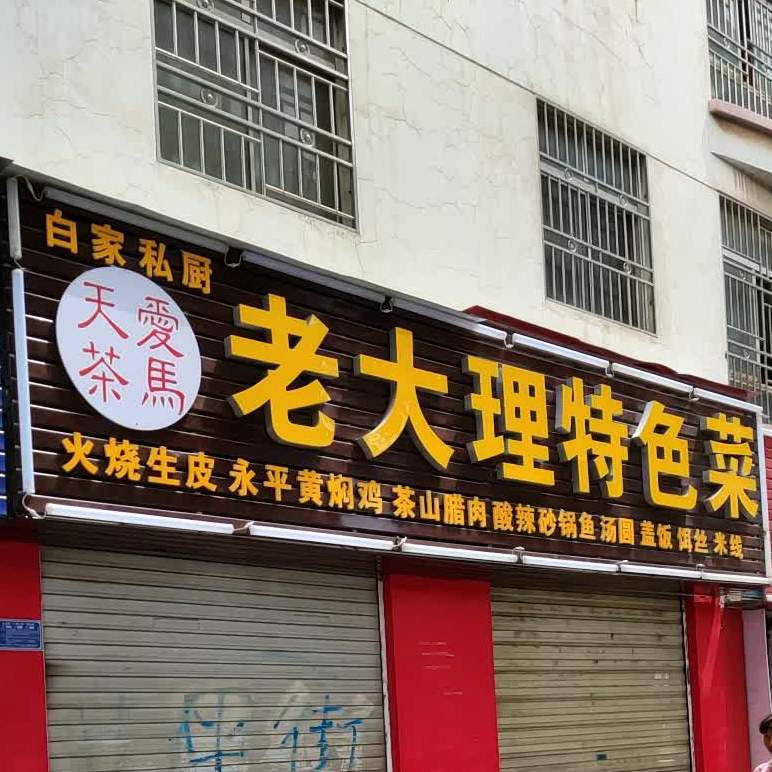 白家私厨
天愛
茶馬
老大理特色菜
火烧生皮 永平黄焖鸡 茶山腊肉 酸辣砂锅鱼 汤圆 盖饭 饵丝 米线